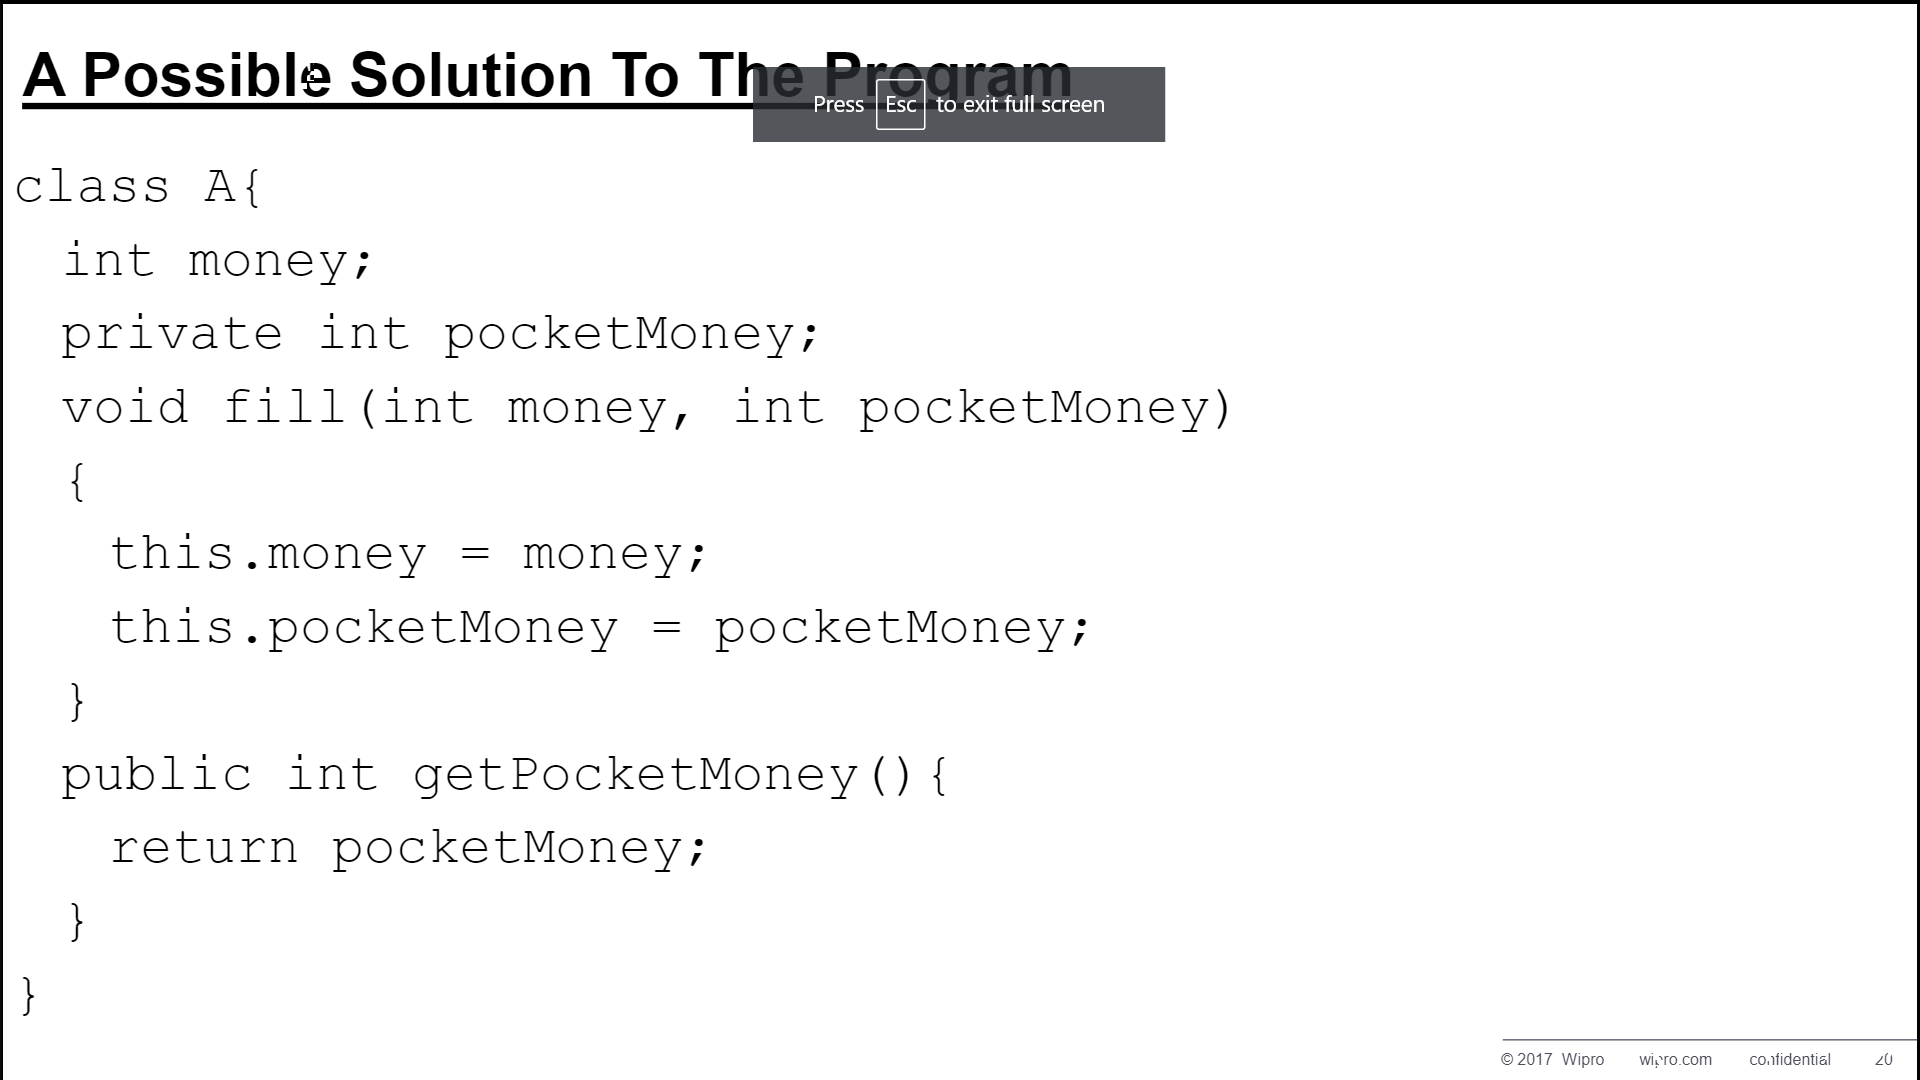 A Possible Solution To The Program
Press Esc to exit full screen
class A{
int money;
private int pocketMoney;
void fill(int money, int pocketMoney)
{
this.money = money;
this.pocketMoney = pocketMoney;
}
public int getPocketMoney(){
return pocketMoney;
}
}
© 2017 Wipro wipro.com confidential 20